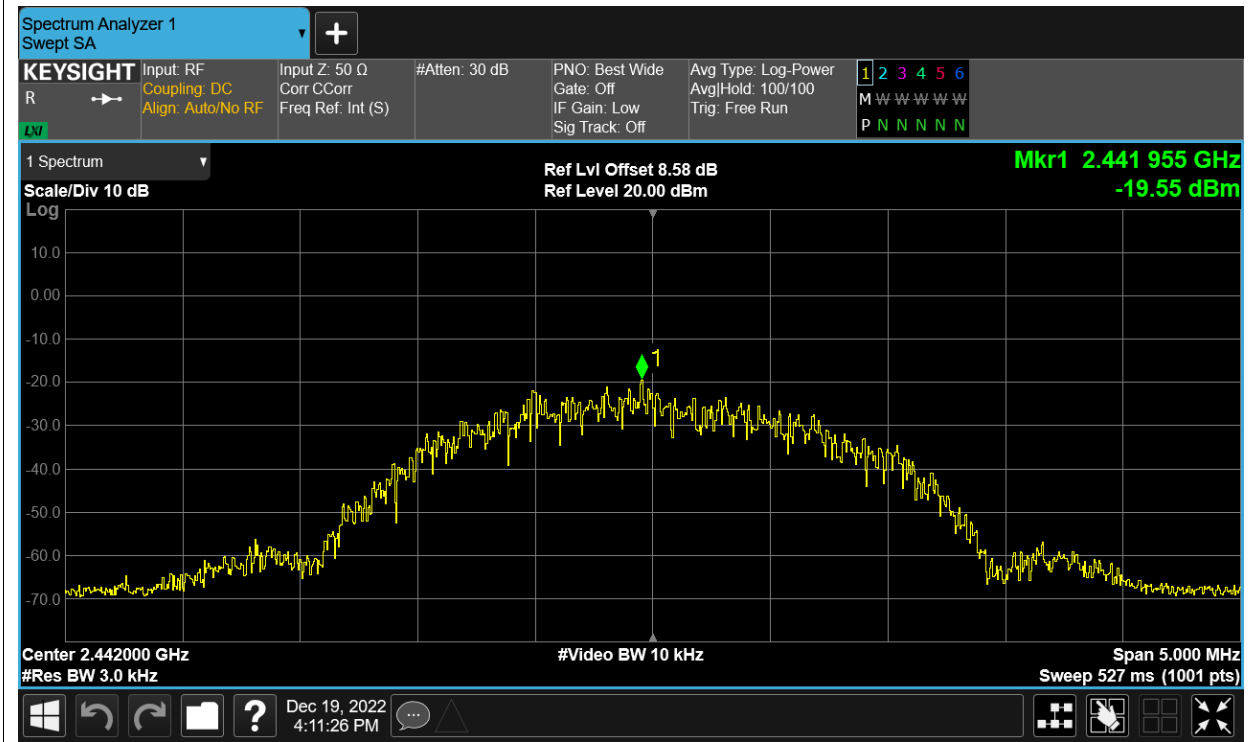 Spectrum Analyzer 1
Swept SA
KEYSIGHT
R
LXI
Input: RF
Coupling: DC
Align: Auto/No RF
Input Z: 50 Ω
Corr CCorr
Freq Ref: Int (S)
#Atten: 30 dB
PNO: Best Wide
Gate: Off
IF Gain: Low
Sig Track: Off
Avg Type: Log-Power
Avg|Hold: 100/100
Trig: Free Run
1 2 3 4 5 6
M W W W W W W
P N N N N N N
1 Spectrum
Scale/Div 10 dB
Ref Lvl Offset 8.58 dB
Ref Level 20.00 dBm
Mkr1 2.441 955 GHz
-19.55 dBm
Log
10.0
0.00
-10.0
1
-20.0
-30.0
-40.0
-50.0
-60.0
-70.0
Center 2.442000 GHz
#Res BW 3.0 kHz
#Video BW 10 kHz
Span 5.000 MHz
Sweep 527 ms (1001 pts)
?
Dec 19, 2022
4:11:26 PM